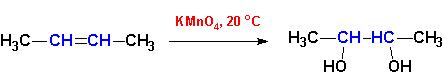 KMnO₄, 20 °C
H₃C—CH=CH—CH₃ H₃C—CH—HC—CH₃
HO OH